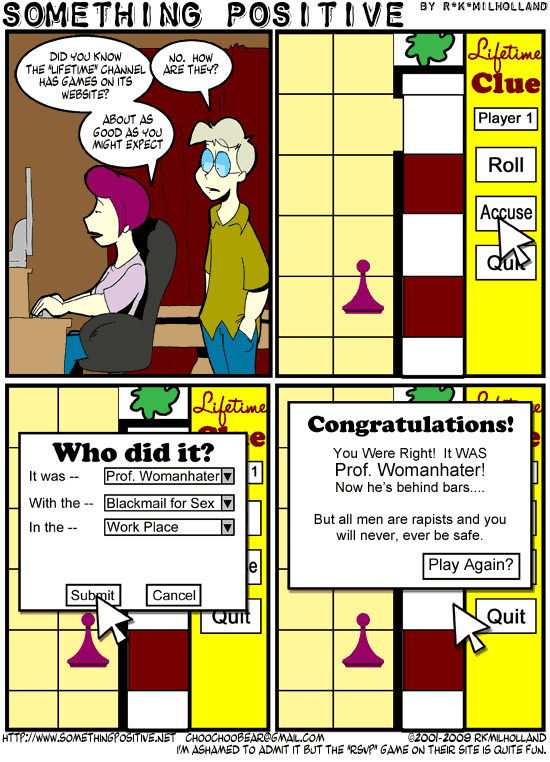 SOMETHING POSITIVE
BY R*K*MILHOLLAND
DID YOU KNOW
THE "LIFETIME" CHANNEL
HAS GAMES ON ITS
WEBSITE?
NO. HOW
ARE THEY?
ABOUT AS
GOOD AS YOU
MIGHT EXPECT
Lifetime
Clue
Player 1
Roll
Accuse
Quit
Lifetime
Clue
1
Who did it?
It was -- Prof. Womanhater
With the -- Blackmail for Sex
In the -- Work Place
e
Submit Cancel
Quit
Lifetime
Congratulations!
You Were Right! It WAS
Prof. Womanhater!
Now he's behind bars....
But all men are rapists and you
will never, ever be safe.
Play Again?
Quit
HTTP://WWW.SOMETHINGPOSITIVE.NET CHOOCHOOBEAR@GMAIL.COM ©2001-2009 RKMILHOLLAND
I'M ASHAMED TO ADMIT IT BUT THE "RSVP" GAME ON THEIR SITE IS QUITE FUN.